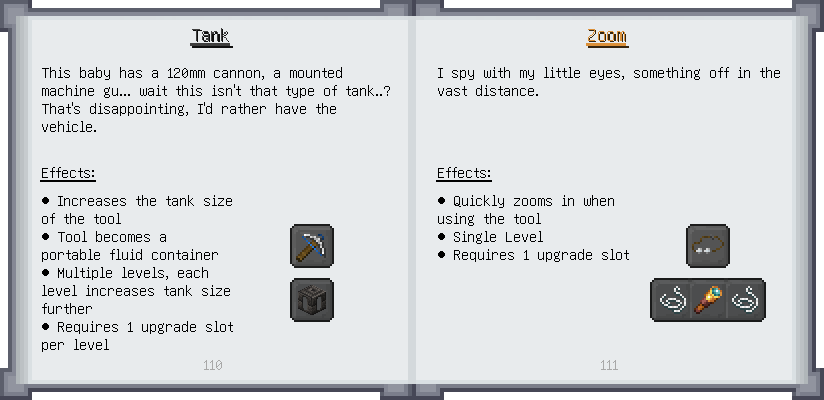 Tank
This baby has a 120mm cannon, a mounted
machine gu... wait this isn't that type of tank..?
That's disappointing, I'd rather have the
vehicle.
Effects:
• Increases the tank size
of the tool
• Tool becomes a
portable fluid container
• Multiple levels, each
level increases tank size
further
• Requires 1 upgrade slot
per level
110
Zoom
I spy with my little eyes, something off in the
vast distance.
Effects:
• Quickly zooms in when
using the tool
• Single Level
• Requires 1 upgrade slot
111